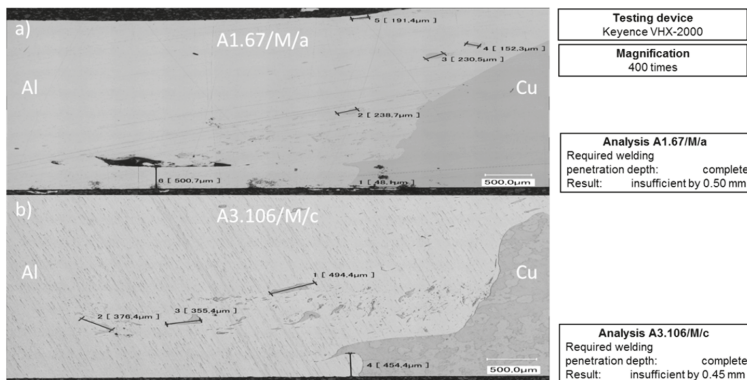 a)
A1.67/M/a
5 [ 191.4µm ]
4 [ 152.3µm ]
3 [ 230.5µm ]
Al
Cu
2 [ 238.7µm ]
6 [ 500.7µm ]
500.0µm
b)
A3.106/M/c
Al
Cu
1 [ 494.4µm ]
3 [ 355.4µm ]
2 [ 376.4µm ]
4 [ 454.4µm ]
500.0µm
Testing device
Keyence VHX-2000
Magnification
400 times
Analysis A1.67/M/a
Required welding
penetration depth: complete
Result: insufficient by 0.50 mm
Analysis A3.106/M/c
Required welding
penetration depth: complete
Result: insufficient by 0.45 mm